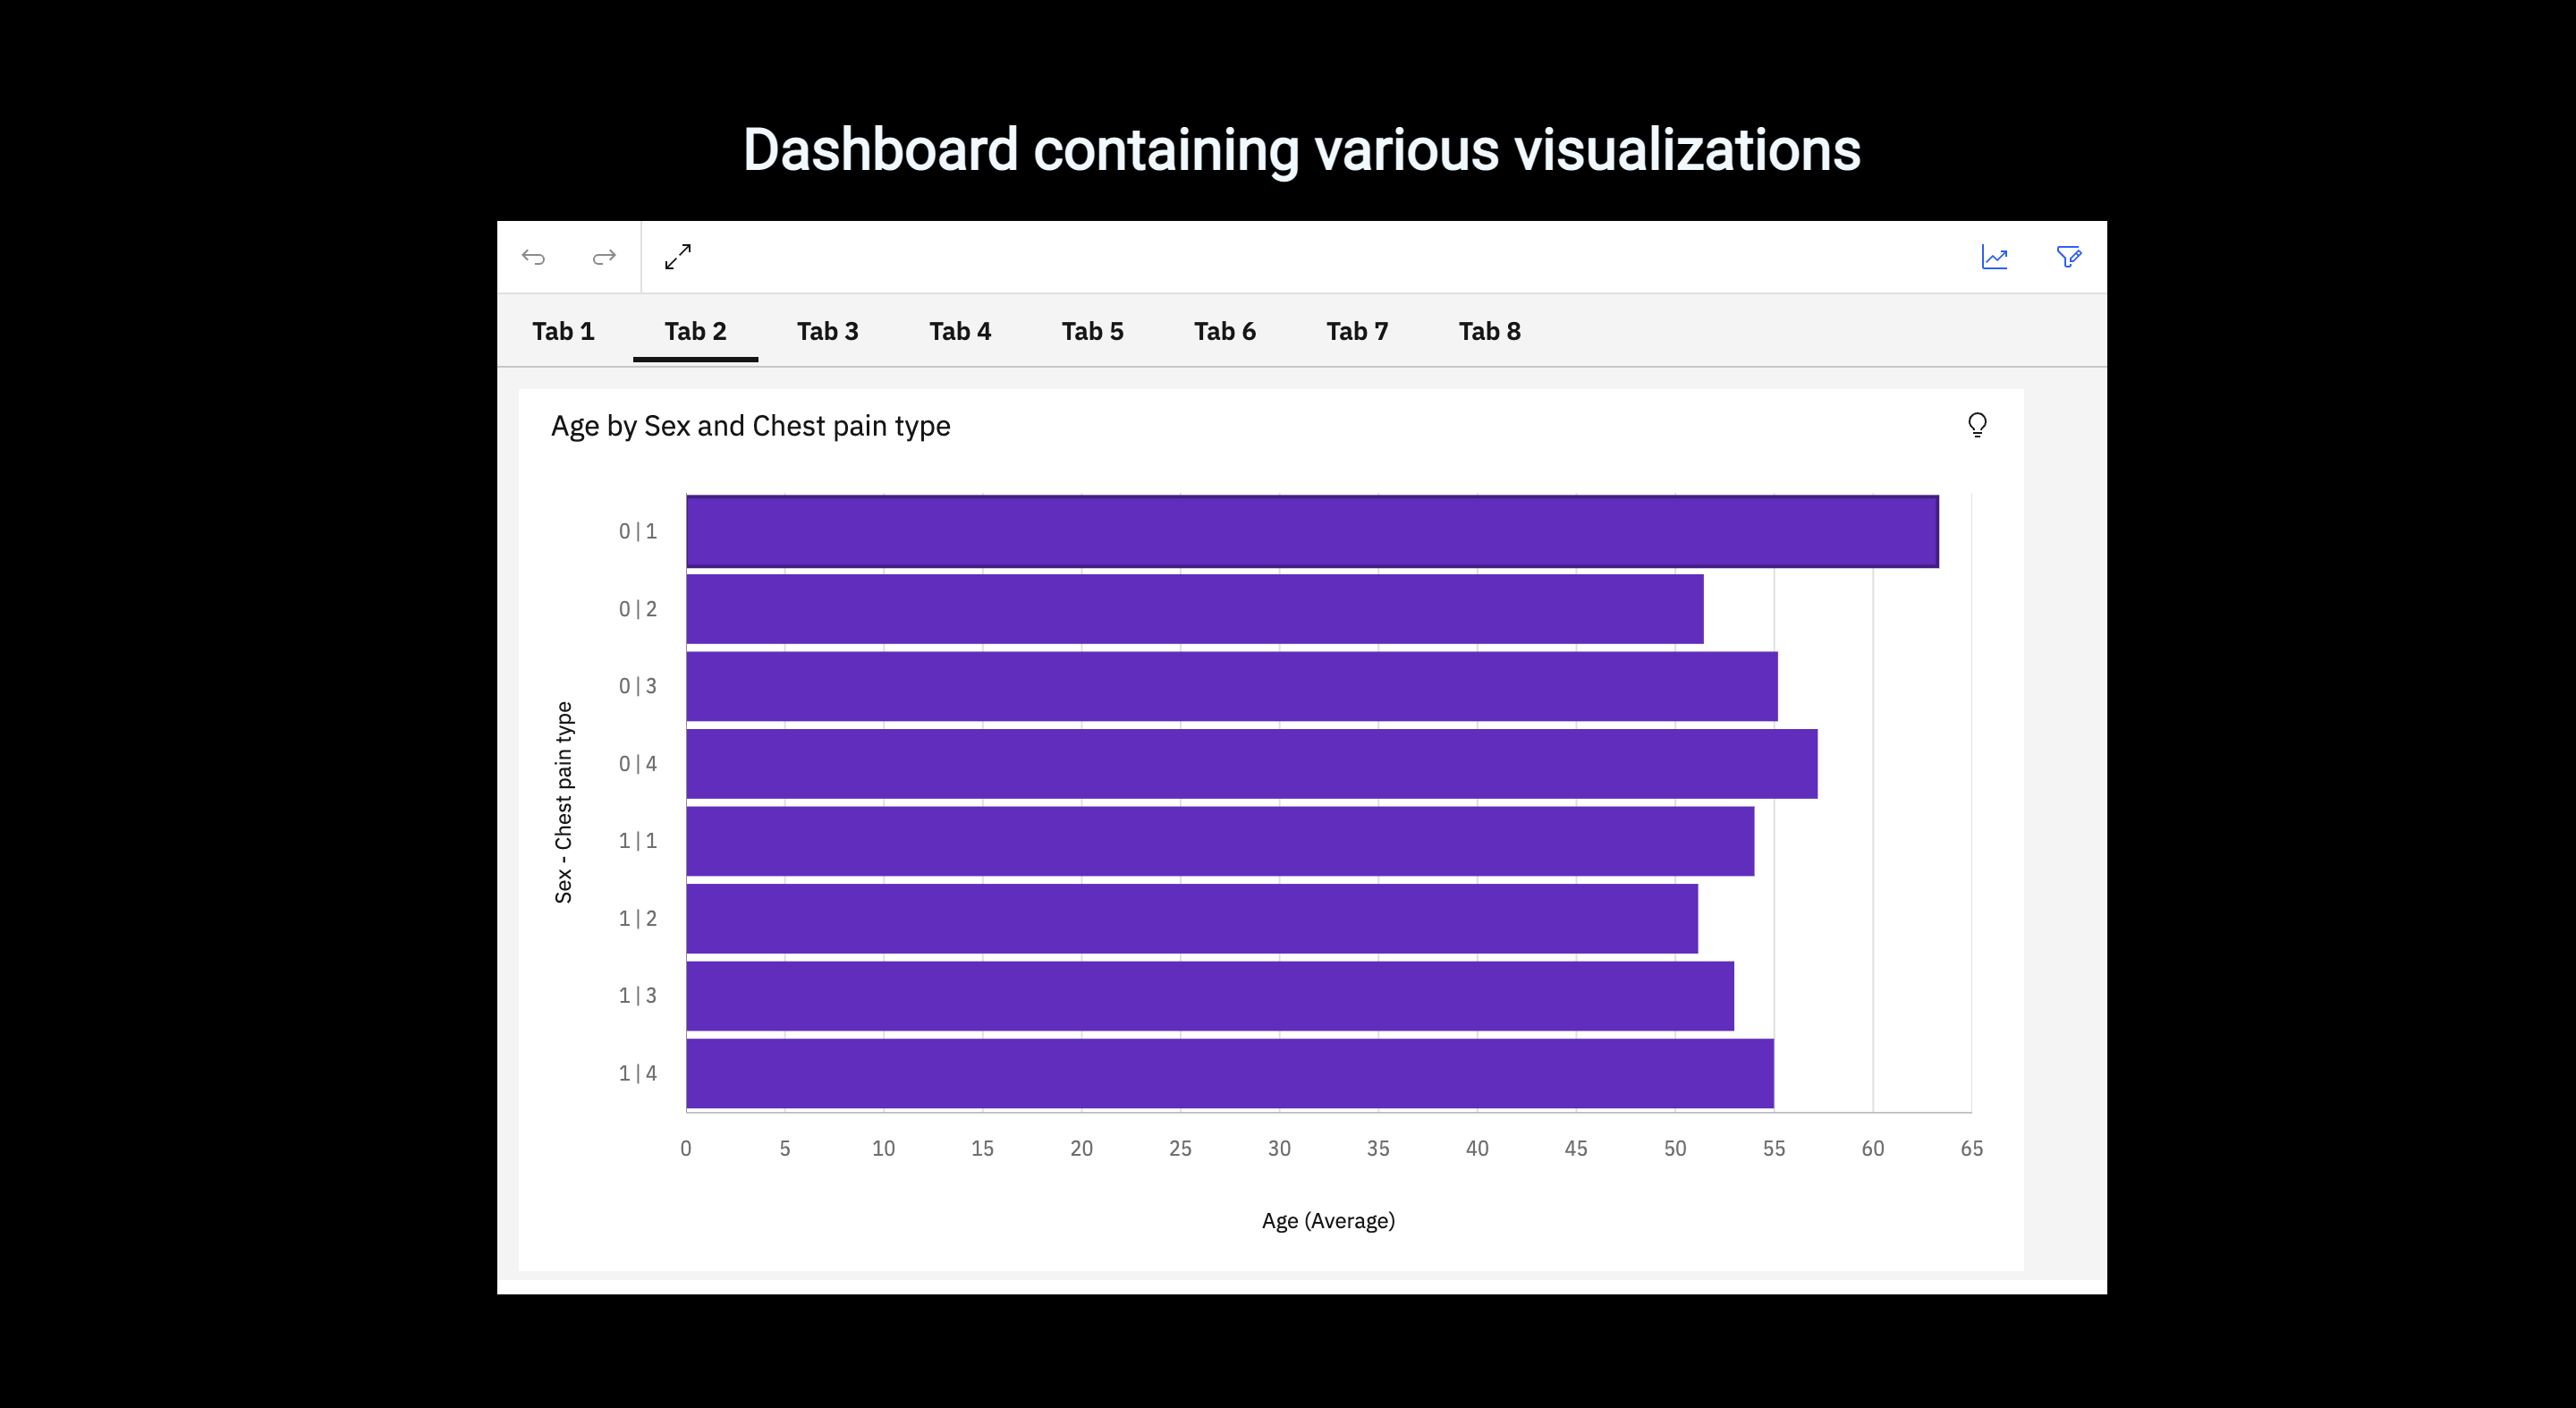 Dashboard containing various visualizations
Tab 1 Tab 2 Tab 3 Tab 4 Tab 5 Tab 6 Tab 7 Tab 8
Age by Sex and Chest pain type
Sex - Chest pain type
0 | 1
0 | 2
0 | 3
0 | 4
1 | 1
1 | 2
1 | 3
1 | 4
0 5 10 15 20 25 30 35 40 45 50 55 60 65
Age (Average)